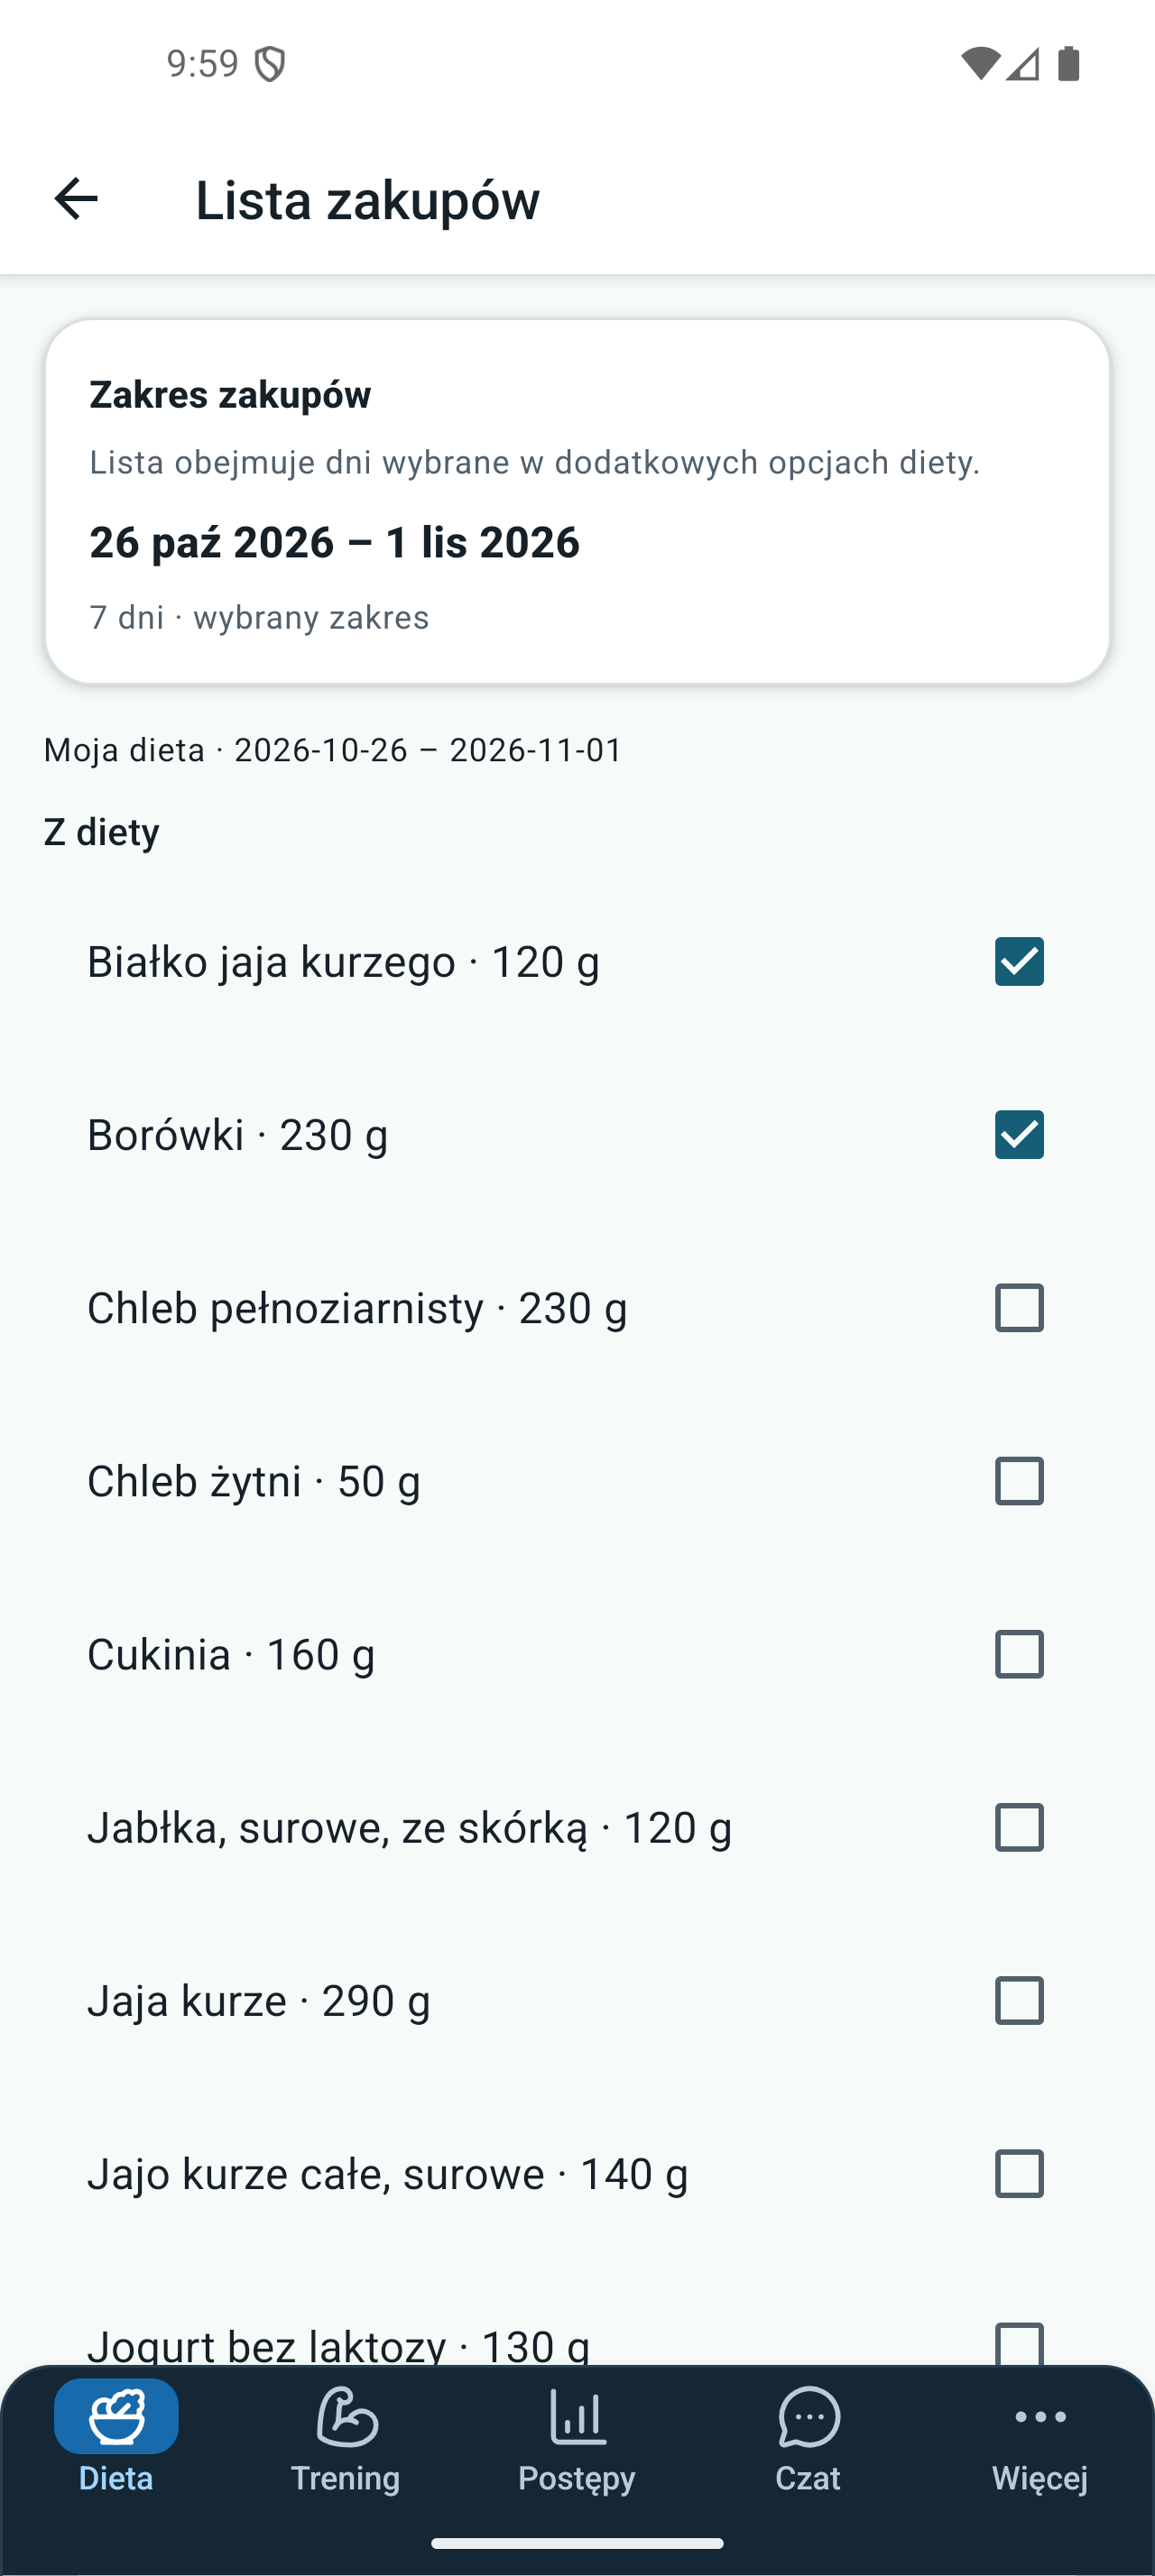 9:59
Lista zakupów
Zakres zakupów
Lista obejmuje dni wybrane w dodatkowych opcjach diety.
26 paź 2026 – 1 lis 2026
7 dni · wybrany zakres
Moja dieta · 2026-10-26 – 2026-11-01
Z diety
Białko jaja kurzego · 120 g
Borówki · 230 g
Chleb pełnoziarnisty · 230 g
Chleb żytni · 50 g
Cukinia · 160 g
Jabłka, surowe, ze skórką · 120 g
Jaja kurze · 290 g
Jajo kurze całe, surowe · 140 g
Jogurt bez laktozy · 130 g
Dieta Trening Postępy Czat Więcej